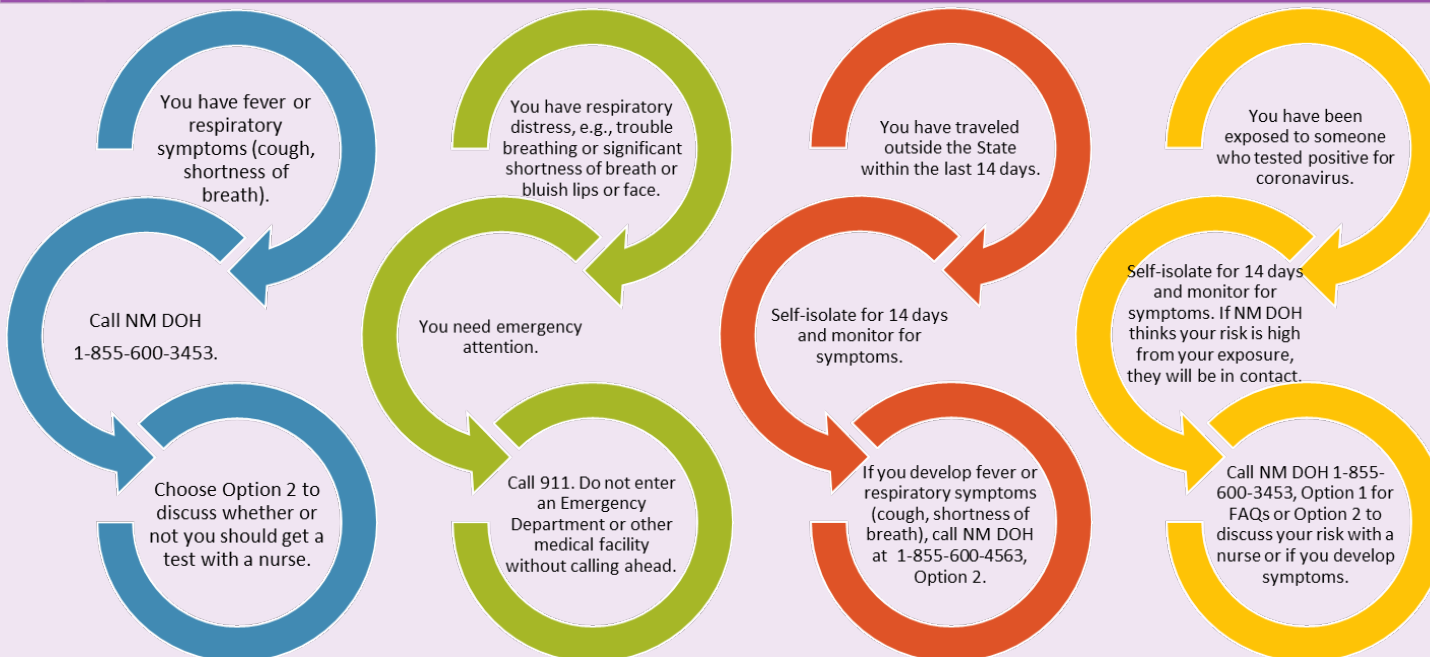 You have fever or
respiratory
symptoms (cough,
shortness of
breath).
Call NM DOH
1-855-600-3453.
Choose Option 2 to
discuss whether or
not you should get a
test with a nurse.
You have respiratory
distress, e.g., trouble
breathing or significant
shortness of breath or
bluish lips or face.
You need emergency
attention.
Call 911. Do not enter
an Emergency
Department or other
medical facility
without calling ahead.
You have traveled
outside the State
within the last 14 days.
Self-isolate for 14 days
and monitor for
symptoms.
If you develop fever or
respiratory symptoms
(cough, shortness of
breath), call NM DOH
at 1-855-600-4563,
Option 2.
You have been
exposed to someone
who tested positive for
coronavirus.
Self-isolate for 14 days
and monitor for
symptoms. If NM DOH
thinks your risk is high
from your exposure,
they will be in contact.
Call NM DOH 1-855-
600-3453, Option 1 for
FAQs or Option 2 to
discuss your risk with a
nurse or if you develop
symptoms.